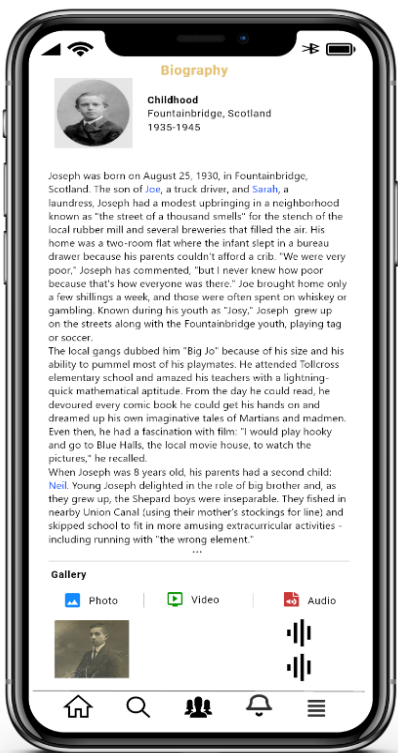 Biography
Childhood
Fountainbridge, Scotland
1935-1945
Joseph was born on August 25, 1930, in Fountainbridge,
Scotland. The son of Joe, a truck driver, and Sarah, a
laundress, Joseph had a modest upbringing in a neighborhood
known as "the street of a thousand smells" for the stench of the
local rubber mill and several breweries that filled the air. His
home was a two-room flat where the infant slept in a bureau
drawer because his parents couldn't afford a crib. "We were very
poor," Joseph has commented, "but I never knew how poor
because that's how everyone was there." Joe brought home only
a few shillings a week, and those were often spent on whiskey or
gambling. Known during his youth as "Josy," Joseph grew up
on the streets along with the Fountainbridge youth, playing tag
or soccer.
The local gangs dubbed him "Big Jo" because of his size and his
ability to pummel most of his playmates. He attended Tollcross
elementary school and amazed his teachers with a lightning-
quick mathematical aptitude. From the day he could read, he
devoured every comic book he could get his hands on and
dreamed up his own imaginative tales of Martians and madmen.
Even then, he had a fascination with film: "I would play hooky
and go to Blue Halls, the local movie house, to watch the
pictures," he recalled.
When Joseph was 8 years old, his parents had a second child:
Neil. Young Joseph delighted in the role of big brother and, as
they grew up, the Shepard boys were inseparable. They fished in
nearby Union Canal (using their mother's stockings for line) and
skipped school to fit in more amusing extracurricular activities -
including running with "the wrong element."
...
Gallery
Photo
Video
Audio